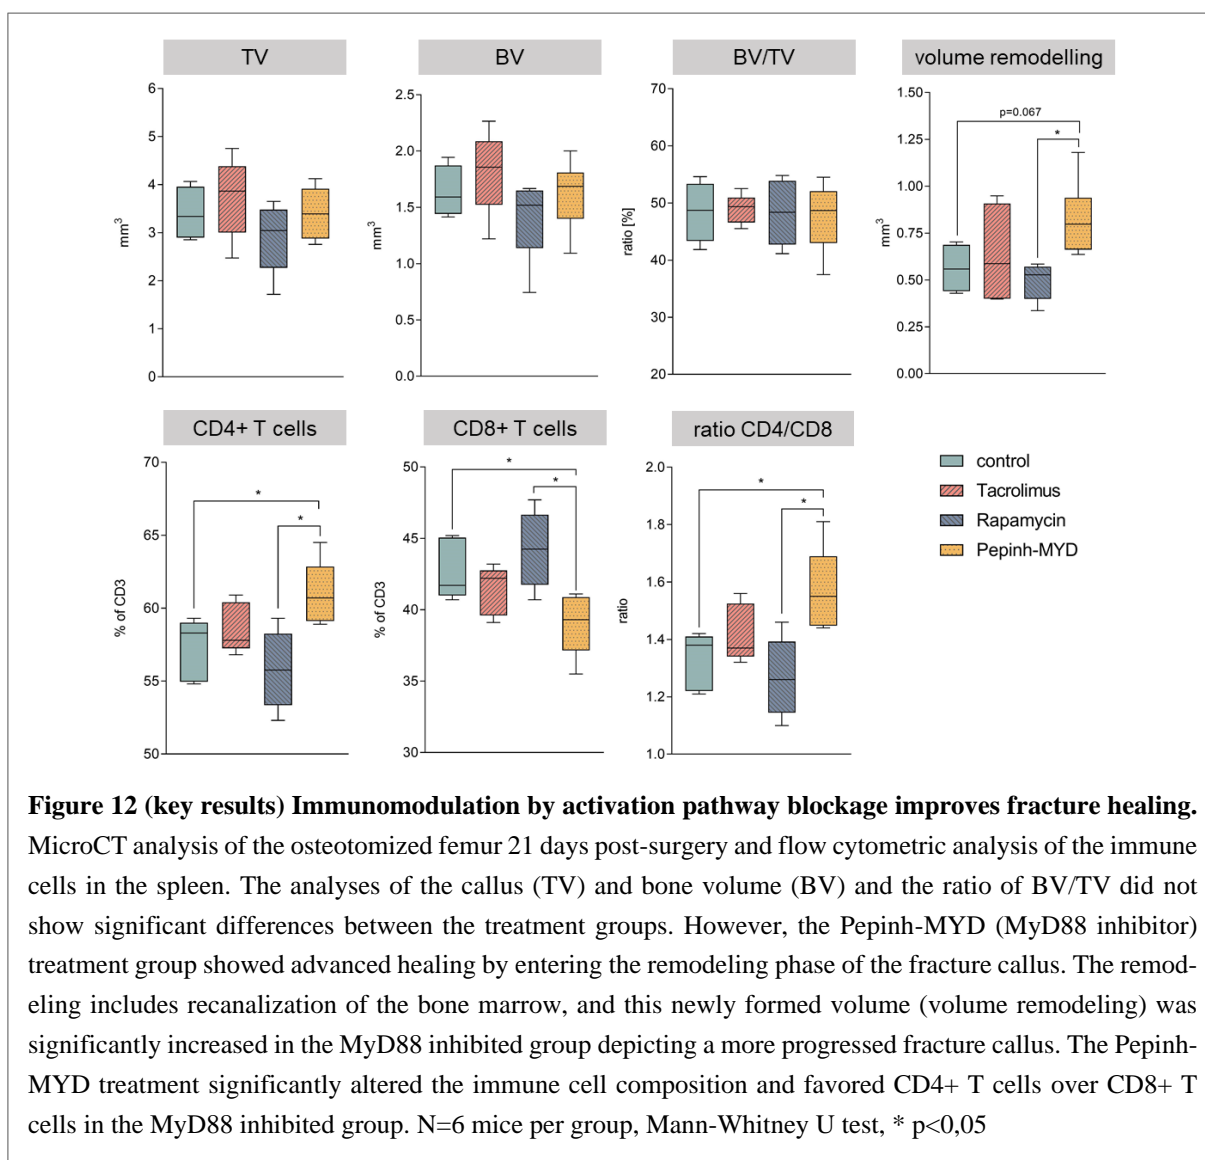 TV
BV
BV/TV
volume remodelling
6
5
4
3
2
1
0
mm³
2.5
2.0
1.5
1.0
0.5
0.0
mm³
70
60
50
40
30
20
ratio [%]
1.50
1.25
1.00
0.75
0.50
0.25
0.00
mm³
p=0.067
*
CD4+ T cells
CD8+ T cells
ratio CD4/CD8
70
65
60
55
50
% of CD3
*
*
50
45
40
35
30
% of CD3
*
*
2.0
1.8
1.6
1.4
1.2
1.0
ratio
*
*
control
Tacrolimus
Rapamycin
Pepinh-MYD
Figure 12 (key results) Immunomodulation by activation pathway blockage improves fracture healing.
MicroCT analysis of the osteotomized femur 21 days post-surgery and flow cytometric analysis of the immune
cells in the spleen. The analyses of the callus (TV) and bone volume (BV) and the ratio of BV/TV did not
show significant differences between the treatment groups. However, the Pepinh-MYD (MyD88 inhibitor)
treatment group showed advanced healing by entering the remodeling phase of the fracture callus. The remod-
eling includes recanalization of the bone marrow, and this newly formed volume (volume remodeling) was
significantly increased in the MyD88 inhibited group depicting a more progressed fracture callus. The Pepinh-
MYD treatment significantly altered the immune cell composition and favored CD4+ T cells over CD8+ T
cells in the MyD88 inhibited group. N=6 mice per group, Mann-Whitney U test, * p<0,05